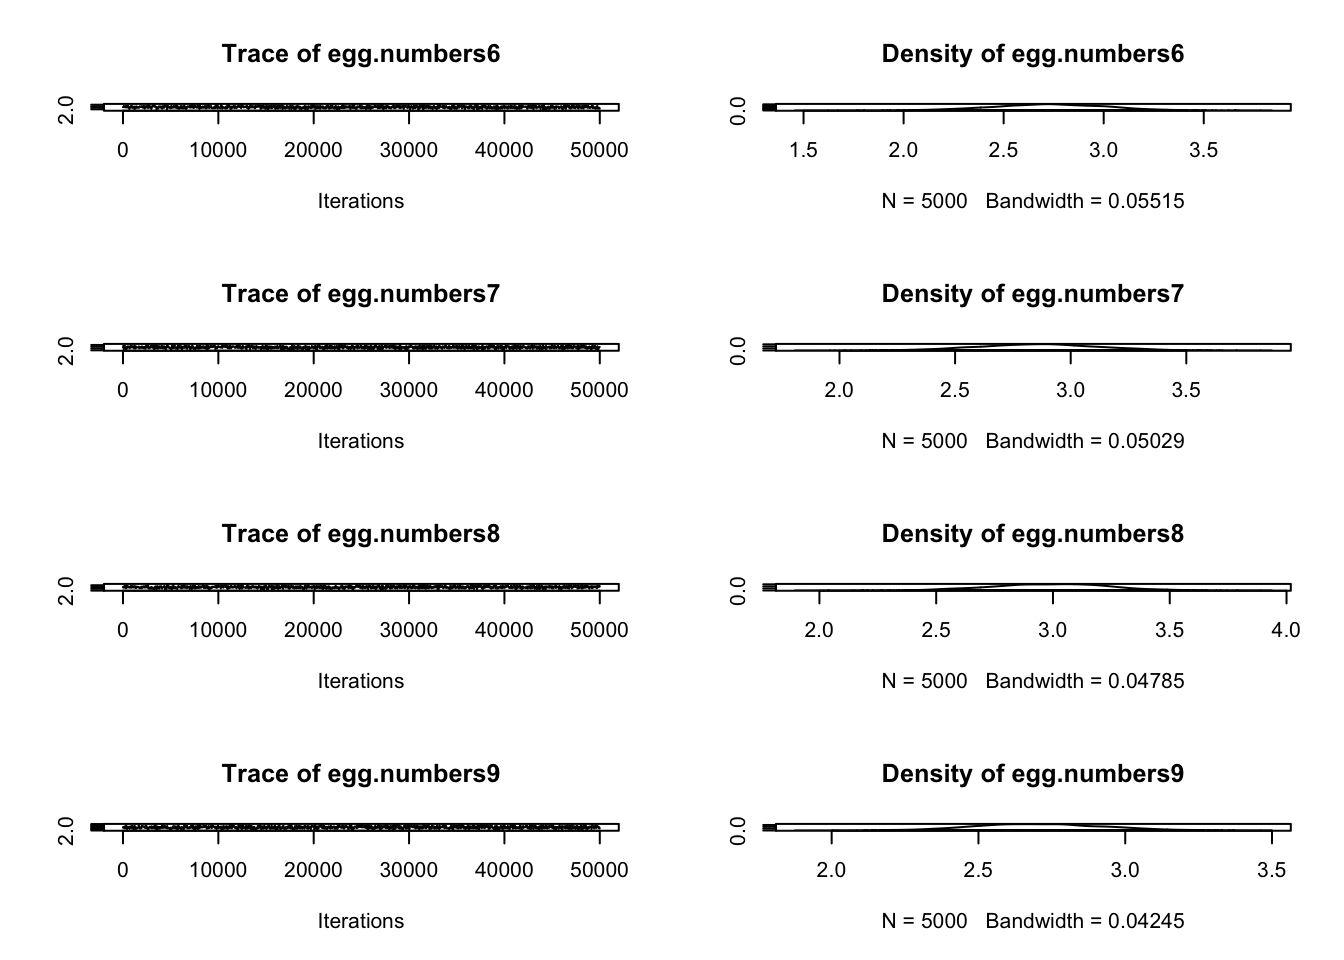 Trace of egg.numbers6
2.0
0 10000 20000 30000 40000 50000
Iterations
Density of egg.numbers6
0.0
1.5 2.0 2.5 3.0 3.5
N = 5000 Bandwidth = 0.05515
Trace of egg.numbers7
2.0
0 10000 20000 30000 40000 50000
Iterations
Density of egg.numbers7
0.0
2.0 2.5 3.0 3.5
N = 5000 Bandwidth = 0.05029
Trace of egg.numbers8
2.0
0 10000 20000 30000 40000 50000
Iterations
Density of egg.numbers8
0.0
2.0 2.5 3.0 3.5 4.0
N = 5000 Bandwidth = 0.04785
Trace of egg.numbers9
2.0
0 10000 20000 30000 40000 50000
Iterations
Density of egg.numbers9
0.0
2.0 2.5 3.0 3.5
N = 5000 Bandwidth = 0.04245